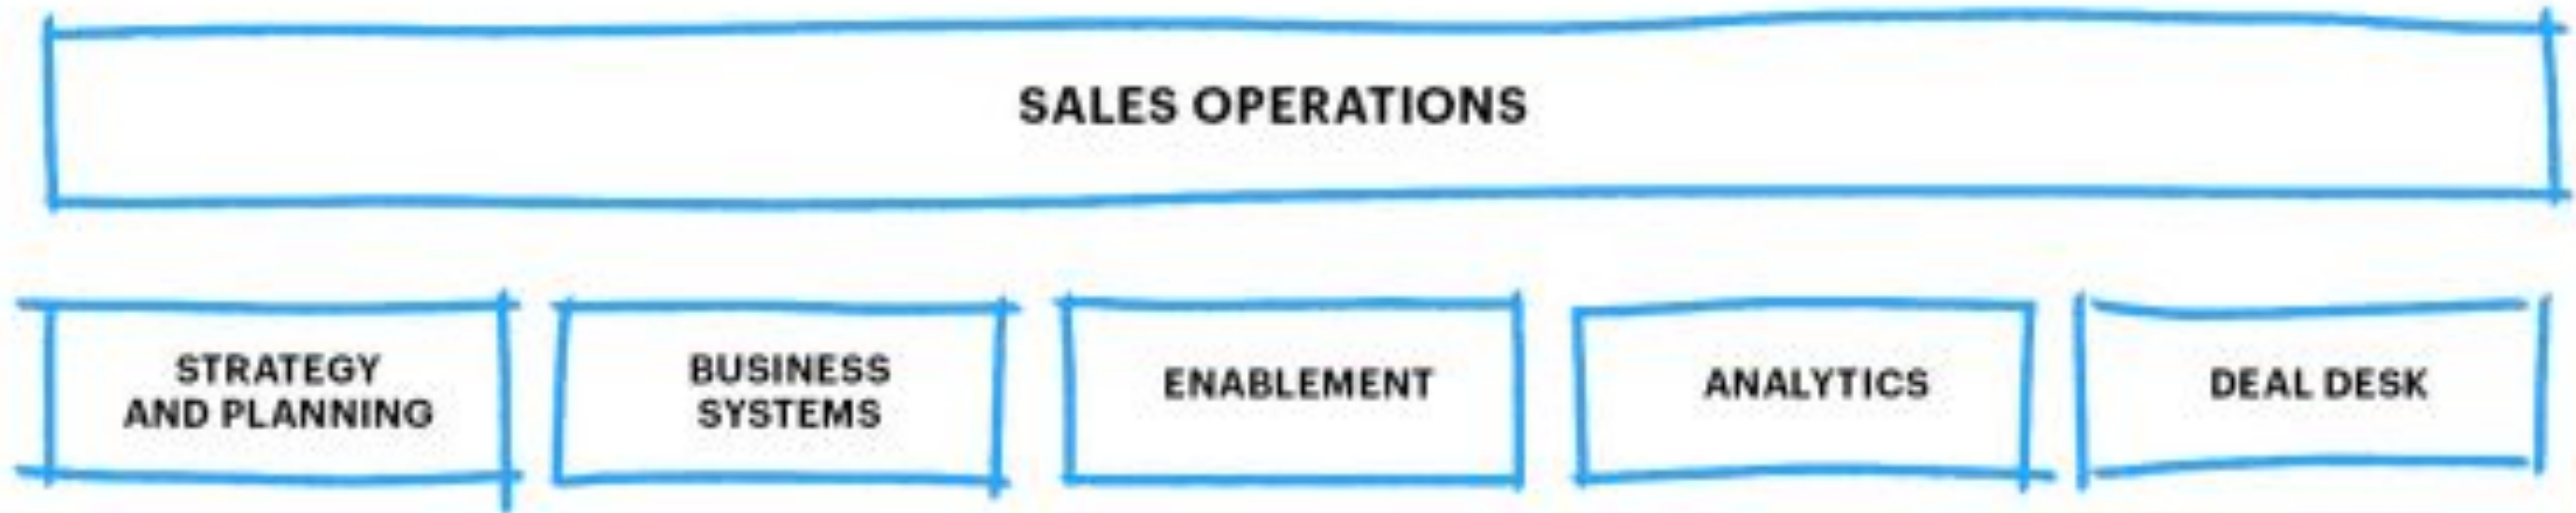 SALES OPERATIONS
STRATEGY
AND PLANNING
BUSINESS
SYSTEMS
ENABLEMENT
ANALYTICS
DEAL DESK